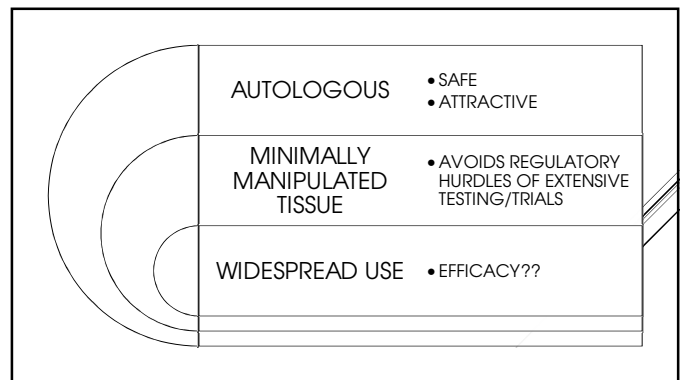 AUTOLOGOUS
• SAFE
• ATTRACTIVE
MINIMALLY
MANIPULATED
TISSUE
• AVOIDS REGULATORY
HURDLES OF EXTENSIVE
TESTING/TRIALS
WIDESPREAD USE
• EFFICACY??